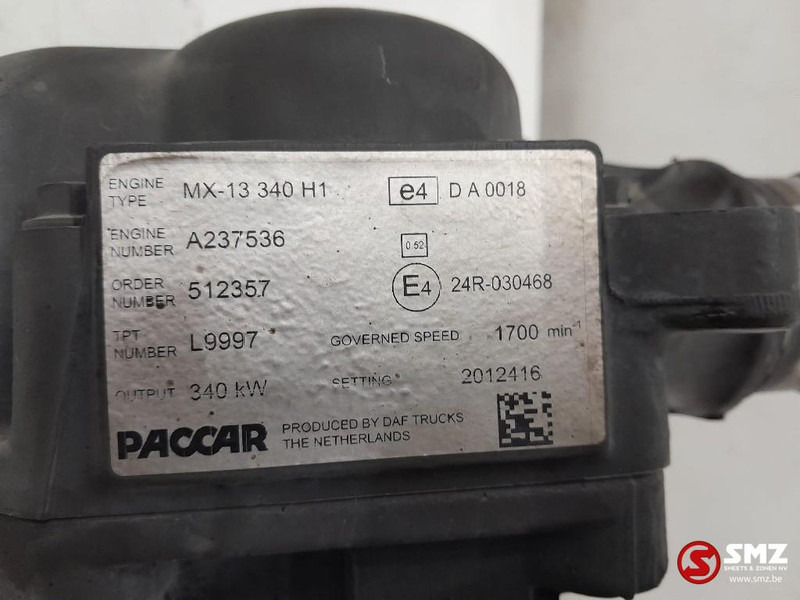 ENGINE TYPE MX-13 340 H1 e4 D A 0018
ENGINE NUMBER A237536 0.52
ORDER NUMBER 512357 E4 24R-030468
TPT NUMBER L9997 GOVERNED SPEED 1700 min-1
OUTPUT 340 kW SETTING 2012416
PACCAR PRODUCED BY DAF TRUCKS
THE NETHERLANDS
SMZ
SHEETS & ZONEN NV
www.smz.be